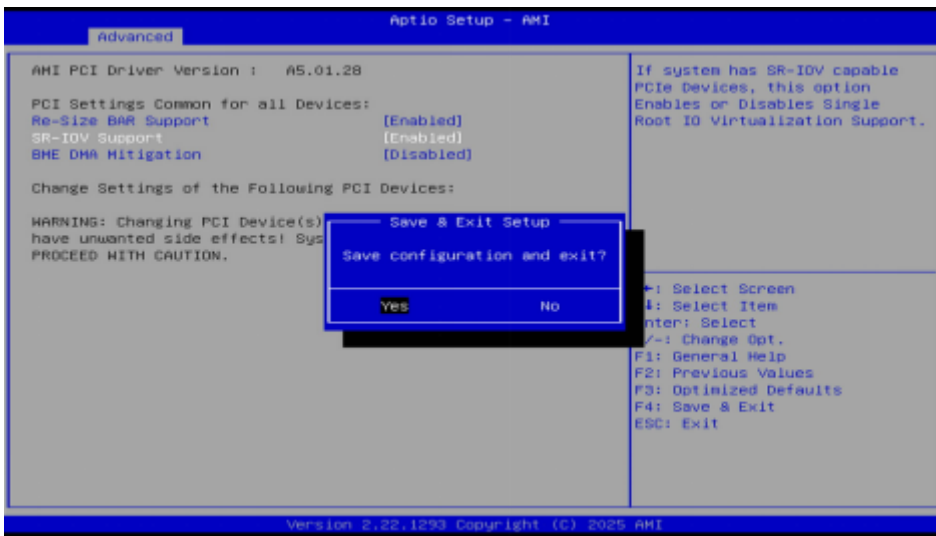 Aptio Setup - AMI
Advanced
AMI PCI Driver Version : A5.01.28
PCI Settings Common for all Devices:
Re-Size BAR Support [Enabled]
SR-IOV Support [Enabled]
BME DMA Mitigation [Disabled]
Change Settings of the Following PCI Devices:
WARNING: Changing PCI Device(s)
have unwanted side effects! Sys
PROCEED WITH CAUTION.
Save & Exit Setup
Save configuration and exit?
Yes No
If system has SR-IOV capable
PCIe Devices, this option
Enables or Disables Single
Root IO Virtualization Support.
←: Select Screen
↓: Select Item
nter: Select
/-: Change Opt.
F1: General Help
F2: Previous Values
F3: Optimized Defaults
F4: Save & Exit
ESC: Exit
Version 2.22.1293 Copyright (C) 2025 AMI